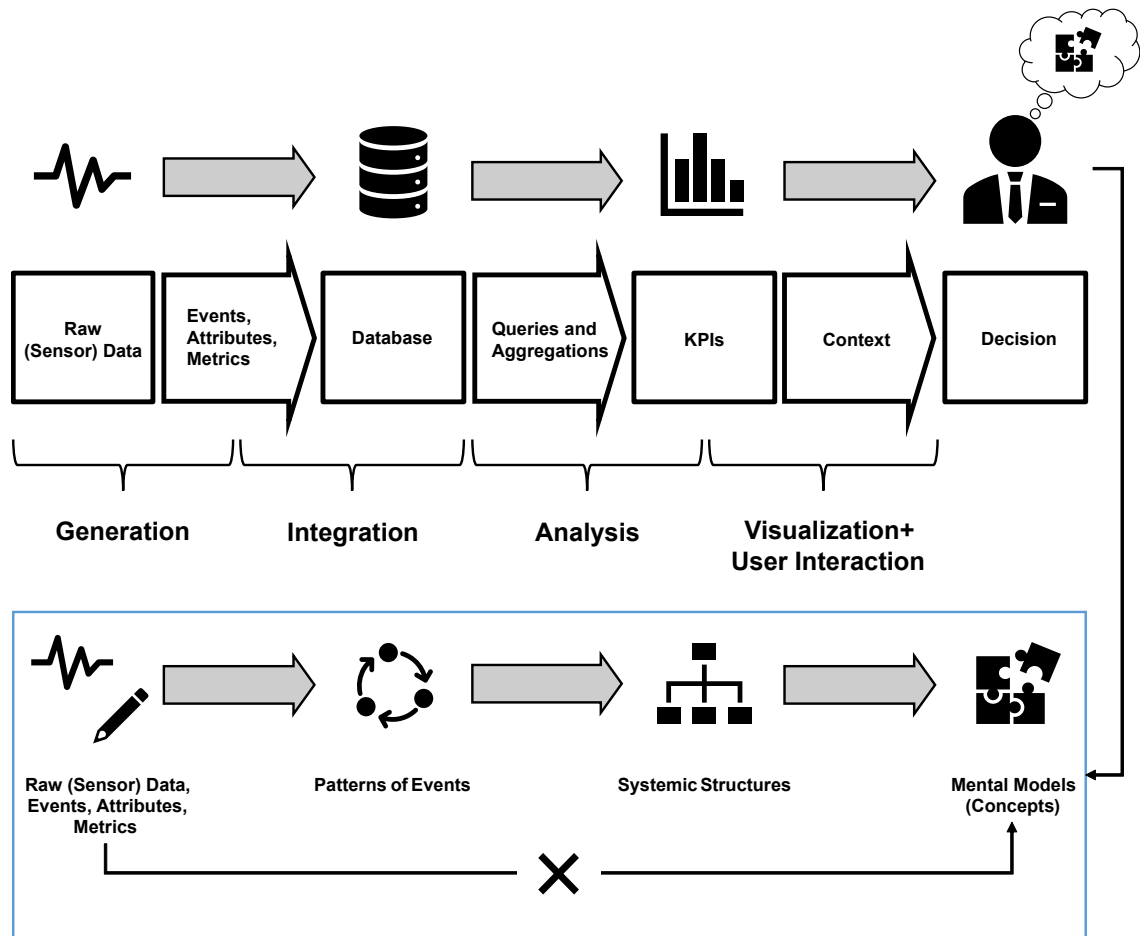 Raw
(Sensor) Data
Events,
Attributes,
Metrics
Database
Queries and
Aggregations
KPIs
Context
Decision
Generation
Integration
Analysis
Visualization+
User Interaction
Raw (Sensor) Data,
Events, Attributes,
Metrics
Patterns of Events
Systemic Structures
Mental Models
(Concepts)